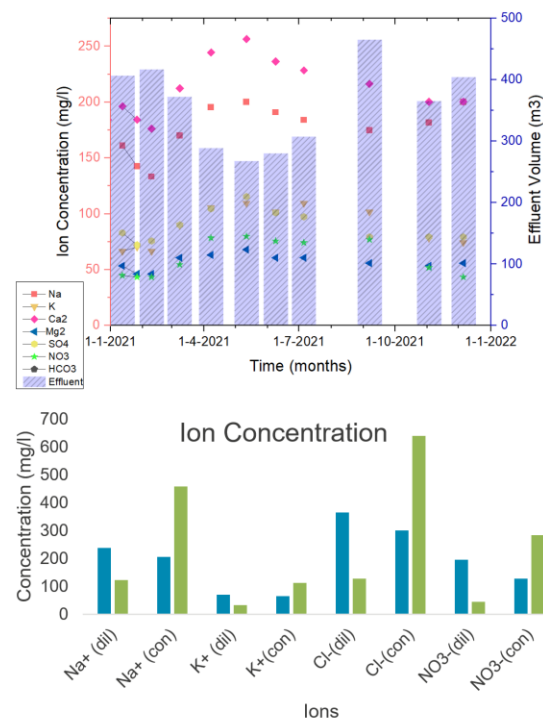 Ion Concentration (mg/l)
250
200
150
100
50
0
500
400
300
200
100
0
Effluent Volume (m3)
1-1-2021
1-4-2021
1-7-2021
1-10-2021
1-1-2022
Time (months)
Na
K
Ca2
Mg2
SO4
NO3
HCO3
Effluent
Ion Concentration
Concentration (mg/l)
700
600
500
400
300
200
100
0
Na+ (dil)
Na+ (con)
K+ (dil)
K+(con)
Cl-(dil)
Cl-(con)
NO3-(dil)
NO3-(con)
Ions